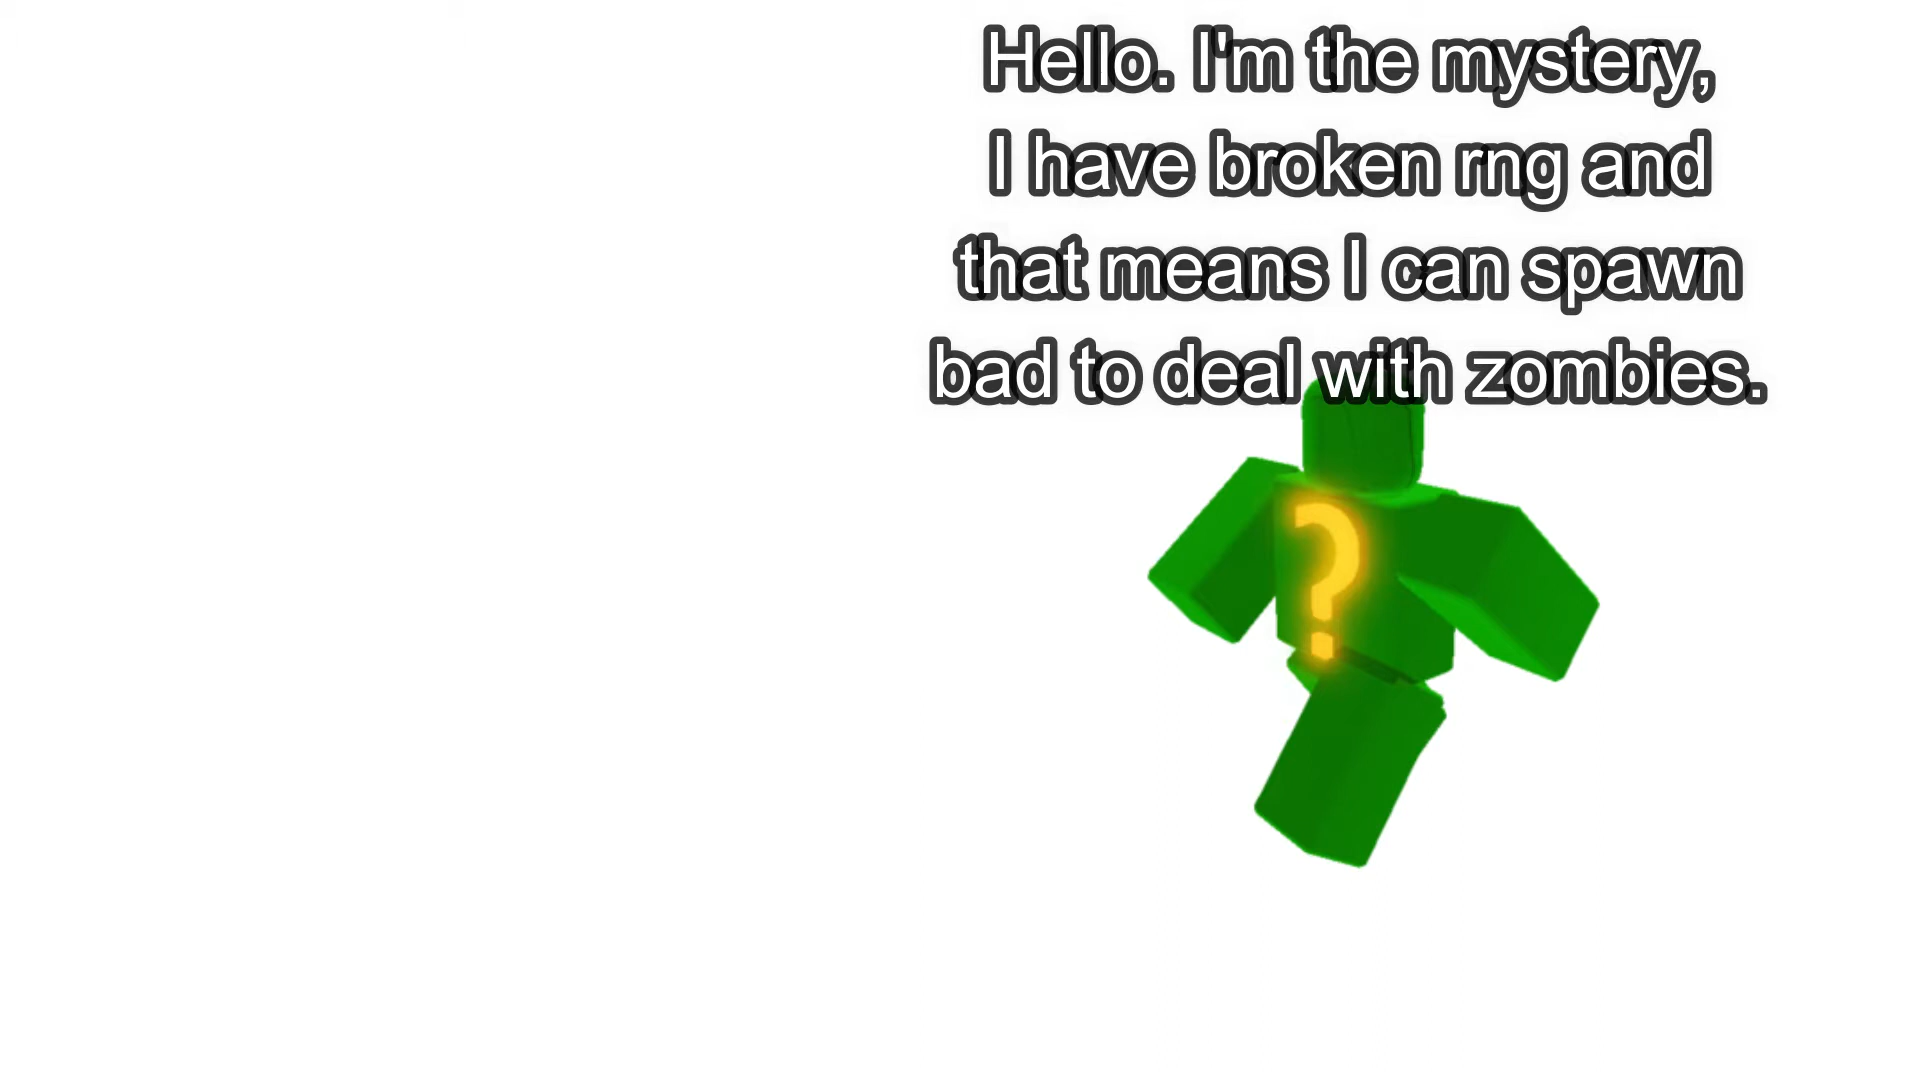 Hello. I'm the mystery,
I have broken rng and
that means I can spawn
bad to deal with zombies.
?